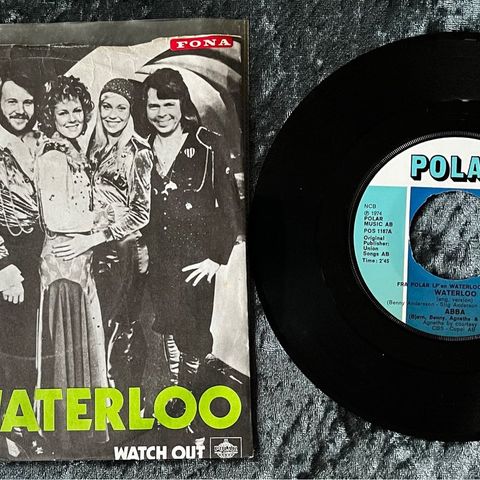 FONA
WATERLOO
WATCH OUT
POLA
NCB
℗ 1974
POLAR
MUSIC AB
POS 1187A
Original
Publisher:
Union
Songs AB
Time: 2'45
FRA POLAR LP'en WATERLOO
WATERLOO
(eng. version)
(Benny Andersson - Stig Anderson
ABBA
(Bjørn, Benny, Agnetha &
Agnetha by courtesy
CBS - Cupol AB